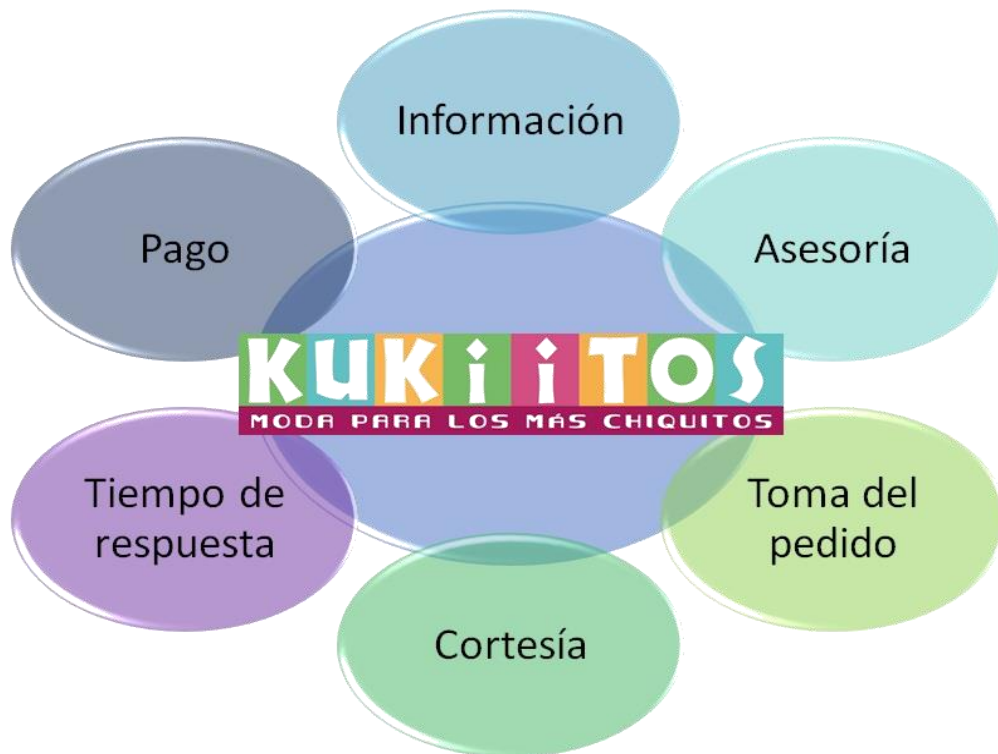 Información
Pago
Asesoría
KUKiiTOS
MODA PARA LOS MÁS CHIQUITOS
Tiempo de
respuesta
Toma del
pedido
Cortesía